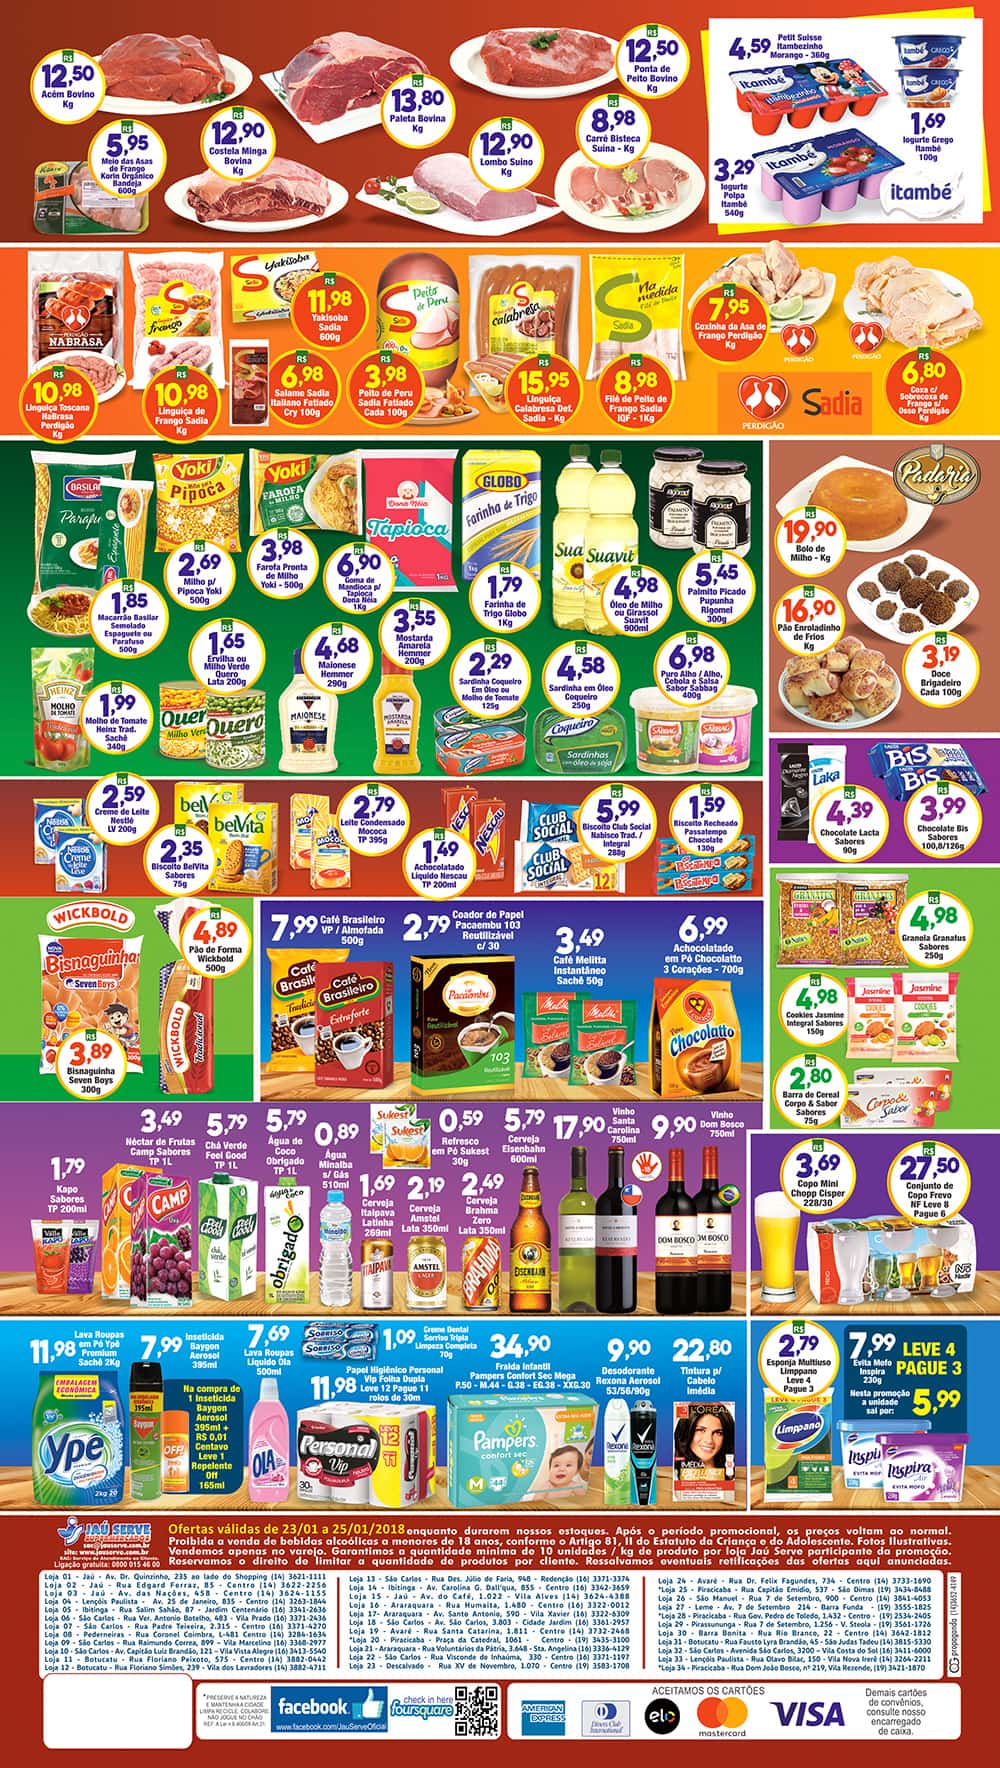 R$
12,50
Acém Bovino
Kg
R$
5,95
Meio das Asas
de Frango
Korin Orgânico
Bandeja
600g
R$
12,90
Costela Minga
Bovina
Kg
R$
13,80
Paleta Bovina
Kg
R$
12,90
Lombo Suíno
Kg
R$
8,98
Carré Bisteca
Suína - Kg
R$
12,50
Ponta de
Peito Bovino
Kg
4,59
Petit Suisse
Itambezinho
Morango - 360g
1,69
Iogurte Grego
Itambé
100g
3,29
Iogurte
Polpa
Itambé
540g
itambé
R$
10,98
Linguiça Toscana
NaBrasa
Perdigão
Kg
R$
10,98
Linguiça de
Frango Sadia
Kg
R$
11,98
Yakisoba
Sadia
600g
R$
6,98
Salame Sadia
Italiano Fatiado
Cry 100g
R$
3,98
Peito de Peru
Sadia Fatiado
Cada 100g
R$
15,95
Linguiça
Calabresa Def.
Sadia - Kg
R$
8,98
Filé de Peito de
Frango Sadia
IQF - 1Kg
R$
7,95
Coxinha da Asa de
Frango Perdigão
Kg
PERDIGÃO
PERDIGÃO
Sadia
R$
6,80
Coxa c/
Sobrecoxa de
Frango s/
Osso Perdigão
Kg
R$
1,85
Macarrão Basilar
Semolado
Espaguete ou
Parafuso
500g
R$
2,69
Milho p/
Pipoca Yoki
500g
R$
3,98
Farofa Pronta
de Milho
Yoki - 500g
R$
6,90
Goma de
Mandioca p/
Tapioca
Dona Néia
1Kg
R$
1,79
Farinha de
Trigo Globo
1Kg
R$
4,98
Óleo de Milho
ou Girassol
Suavit
900ml
R$
5,45
Palmito Picado
Pupunha
Rigomel
300g
R$
1,99
Molho de Tomate
Heinz Trad.
Sachê
340g
R$
1,65
Ervilha ou
Milho Verde
Quero
Lata 200g
R$
4,68
Maionese
Hemmer
290g
R$
3,55
Mostarda
Amarela
Hemmer
200g
R$
2,29
Sardinha Coqueiro
Em Óleo ou
Molho de Tomate
125g
R$
4,58
Sardinha em Óleo
Coqueiro
250g
R$
6,98
Puro Alho / Alho,
Cebola e Salsa
Sabor Sabbag
400g
Padaria
R$
19,90
Bolo de
Milho - Kg
R$
16,90
Pão Enroladinho
de Frios
Kg
R$
3,19
Doce
Brigadeiro
Cada 100g
R$
4,39
Chocolate Lacta
Sabores
90g
R$
3,99
Chocolate Bis
Sabores
100,8/126g
R$
2,59
Creme de Leite
Nestlé
LV 200g
R$
2,35
Biscoito BelVita
Sabores
75g
R$
2,79
Leite Condensado
Mococa
TP 395g
R$
1,49
Achocolatado
Líquido Nescau
TP 200ml
R$
5,99
Biscoito Club Social
Nabisco Trad. /
Integral
288g
R$
1,59
Biscoito Recheado
Passatempo
Chocolate
130g
WICKBOLD
R$
4,89
Pão de Forma
Wickbold
500g
R$
3,89
Bisnaguinha
Seven Boys
300g
7,99
Café Brasileiro
VP / Almofada
500g
2,79
Coador de Papel
Pacaembu 103
Reutilizável
c/ 30
3,49
Café Melitta
Instantâneo
Sachê 50g
6,99
Achocolatado
em Pó Chocolatto
3 Corações - 700g
R$
4,98
Granola Granatus
Sabores
250g
R$
4,98
Cookies Jasmine
Integral Sabores
150g
R$
2,80
Barra de Cereal
Corpo & Sabor
Sabores
75g
1,79
Kapo
Sabores
TP 200ml
3,49
Néctar de Frutas
Camp Sabores
TP 1L
5,79
Chá Verde
Feel Good
TP 1L
5,79
Água de
Coco
Obrigado
TP 1L
0,89
Água
Minalba
s/ Gás
510ml
0,59
Refresco
em Pó Sukest
30g
1,69
Cerveja
Itaipava
Latinha
269ml
2,19
Cerveja
Amstel
Lata 350ml
2,49
Cerveja
Brahma
Zero
Lata 350ml
5,79
Cerveja
Eisenbahn
600ml
17,90
Vinho
Santa
Carolina
750ml
9,90
Vinho
Dom Bosco
750ml
R$
3,69
Copo Mini
Chopp Cisper
228/30
R$
27,50
Conjunto de
Copo Frevo
NF Leve 8
Pague 6
11,98
Lava Roupas
em Pó Ypê
Premium
Sachê 2Kg
7,99
Inseticida
Baygon
Aerosol
395ml
Na compra de
1 Inseticida
Baygon
Aerosol
395ml +
R$ 0,01
Centavo
Leve 1
Repelente
Off
165ml
7,69
Lava Roupas
Líquido Ola
500ml
1,09
Creme Dental
Sorriso Tripla
Limpeza Completa
70g
11,98
Papel Higiênico Personal
Vip Folha Dupla
Leve 12 Pague 11
rolos de 30m
34,90
Fralda Infantil
Pampers Confort Sec Mega
P.50 - M.44 - G.38 - EG.38 - XXG.30
9,90
Desodorante
Rexona Aerosol
53/56/90g
22,80
Tintura p/
Cabelo
Imédia
R$
2,79
Esponja Multiuso
Limppano
Leve 4
Pague 3
7,99
Evita Mofo
Inspira
230g
LEVE 4
PAGUE 3
Nesta promoção
a unidade
sai por:
5,99
JAÚ SERVE
SUPERMERCADOS
sac@jauserve.com.br
site: www.jauserve.com.br
SAC: Serviço de Atendimento ao Cliente.
Ligação gratuita: 0800 015 46 00
Ofertas válidas de 23/01 a 25/01/2018 enquanto durarem nossos estoques. Após o período promocional, os preços voltam ao normal.
Proibida a venda de bebidas alcoólicas a menores de 18 anos, conforme o Artigo 81, II do Estatuto da Criança e do Adolescente. Fotos Ilustrativas.
Vendemos apenas no varejo. Garantimos a quantidade mínima de 10 unidades / kg de produto por loja Jaú Serve participante da promoção.
Reservamos o direito de limitar a quantidade de produtos por cliente. Ressalvamos eventuais retificações das ofertas aqui anunciadas.
Loja 01 - Jaú - Av. Dr. Quinzinho, 235 ao lado do Shopping (14) 3621-1111
Loja 02 - Jaú - Rua Edgard Ferraz, 85 - Centro (14) 3622-2256
Loja 03 - Jaú - Rua Sete de Setembro, 462 - Centro (14) 3622-3658
Loja 04 - Lençóis Paulista - Av. 25 de Janeiro, 835 - Centro (14) 3263-1844
Loja 05 - Ibitinga - Rua Salim Sahão, 87 - Jardim Centenário (16) 3341-2636
Loja 06 - São Carlos - Rua Ver. Antonio Botelho, 483 - Vila Prado (16) 3371-2436
Loja 07 - São Carlos - Rua Padre Teixeira, 2.315 - Centro (16) 3371-4270
Loja 08 - Pederneiras - Rua Coronel Coimbra, L-481 Centro (14) 3284-1636
Loja 09 - São Carlos - Rua Raimundo Correa, 899 - Vila Marcelino (16) 3368-2977
Loja 10 - São Carlos - Av. Capitão Luiz Brandão, 121 - Vila Alegre (16) 3411-5540
Loja 11 - Botucatu - Rua Floriano Peixoto, 575 - Centro (14) 3882-0442
Loja 12 - Botucatu - Rua Floriano Simões, 239 - Vila dos Lavradores (14) 3882-4711
Loja 13 - São Carlos - Rua Des. Júlio de Faria, 948 - Redenção (16) 3371-3374
Loja 14 - Ibitinga - Av. Carolina G. Dall'qua, 855 - Centro (16) 3342-3659
Loja 15 - Jaú - Av. do Café, 1.022 - Vila Alves (14) 3624-4388
Loja 16 - Araraquara - Rua Humaitá, 1.480 - Centro (16) 3322-0012
Loja 17- Araraquara - Av. Santo Antonio, 590 - Vila Xavier (16) 3322-6309
Loja 18 - São Carlos - Av. São Carlos, 3.803 - Cidade Jardim (16) 3361-1961
Loja 19 - Avaré - Rua Santa Catarina, 1.811 - Centro (14) 3732-2468
*Loja 20 - Piracicaba - Praça da Catedral, 1061 - Centro (19) 3435-3100
Loja 21 - Araraquara - Rua Voluntários da Pátria, 3.648 - Sta. Angelina (16) 3336-4430
Loja 22 - São Carlos - Rua Visconde de Inhaúma, 330 - Centro (16) 3371-1197
Loja 23 - Descalvado - Rua XV de Novembro, 1.070 - Centro (19) 3583-1708
Loja 24 - Avaré - Rua Dr. Felix Fagundes, 734 - Centro (14) 3733-1690
*Loja 25 - Piracicaba - Rua Capitão Emídio, 537 - São Dimas (19) 3434-8488
Loja 26 - São Manuel - Rua 7 de Setembro, 900 - Centro (14) 3841-4053
Loja 27 - São Carlos - Av. 7 de Setembro 214 - Barra Funda - (19) 3555-1825
*Loja 28 - Piracicaba - Rua Gov. Pedro de Toledo, 1.432 - Centro - (19) 2534-2405
Loja 29 - Pirassununga - Rua 7 de Setembro, 1.256 - V. Steola - (19) 3561-1726
Loja 30 - Barra Bonita - Rua Rio Branco, 22 - Centro - (14) 3642-1812
Loja 31 - Botucatu - Rua Fausto Lyra Brandão, 45 - São Judas Tadeu (14) 3815-5330
Loja 32 - São Carlos - Avenida São Carlos, 3200 - Vila Costa do Sol (16) 3411-6000
Loja 33 - Lençóis Paulista - Rua Olavo Bilac, 150 - Vila Nova Irerê (14) 3264-2211
*Loja 34 - Piracicaba - Rua Dom João Bosco, nº 219, Vila Rezende, (19) 3421-1870
*PRESERVE A NATUREZA
E MANTENHA A CIDADE
LIMPA RECICLE, COLABORE
NÃO JOGUE NO CHÃO
facebook
www.facebook.com/JauServeOficial
check in here
foursquare
ACEITAMOS OS CARTÕES
AMERICAN EXPRESS
Diners Club
INTERNATIONAL
elo
mastercard
VISA
Demais cartões
de convênios,
consulte nosso
encarregado de
caixa.